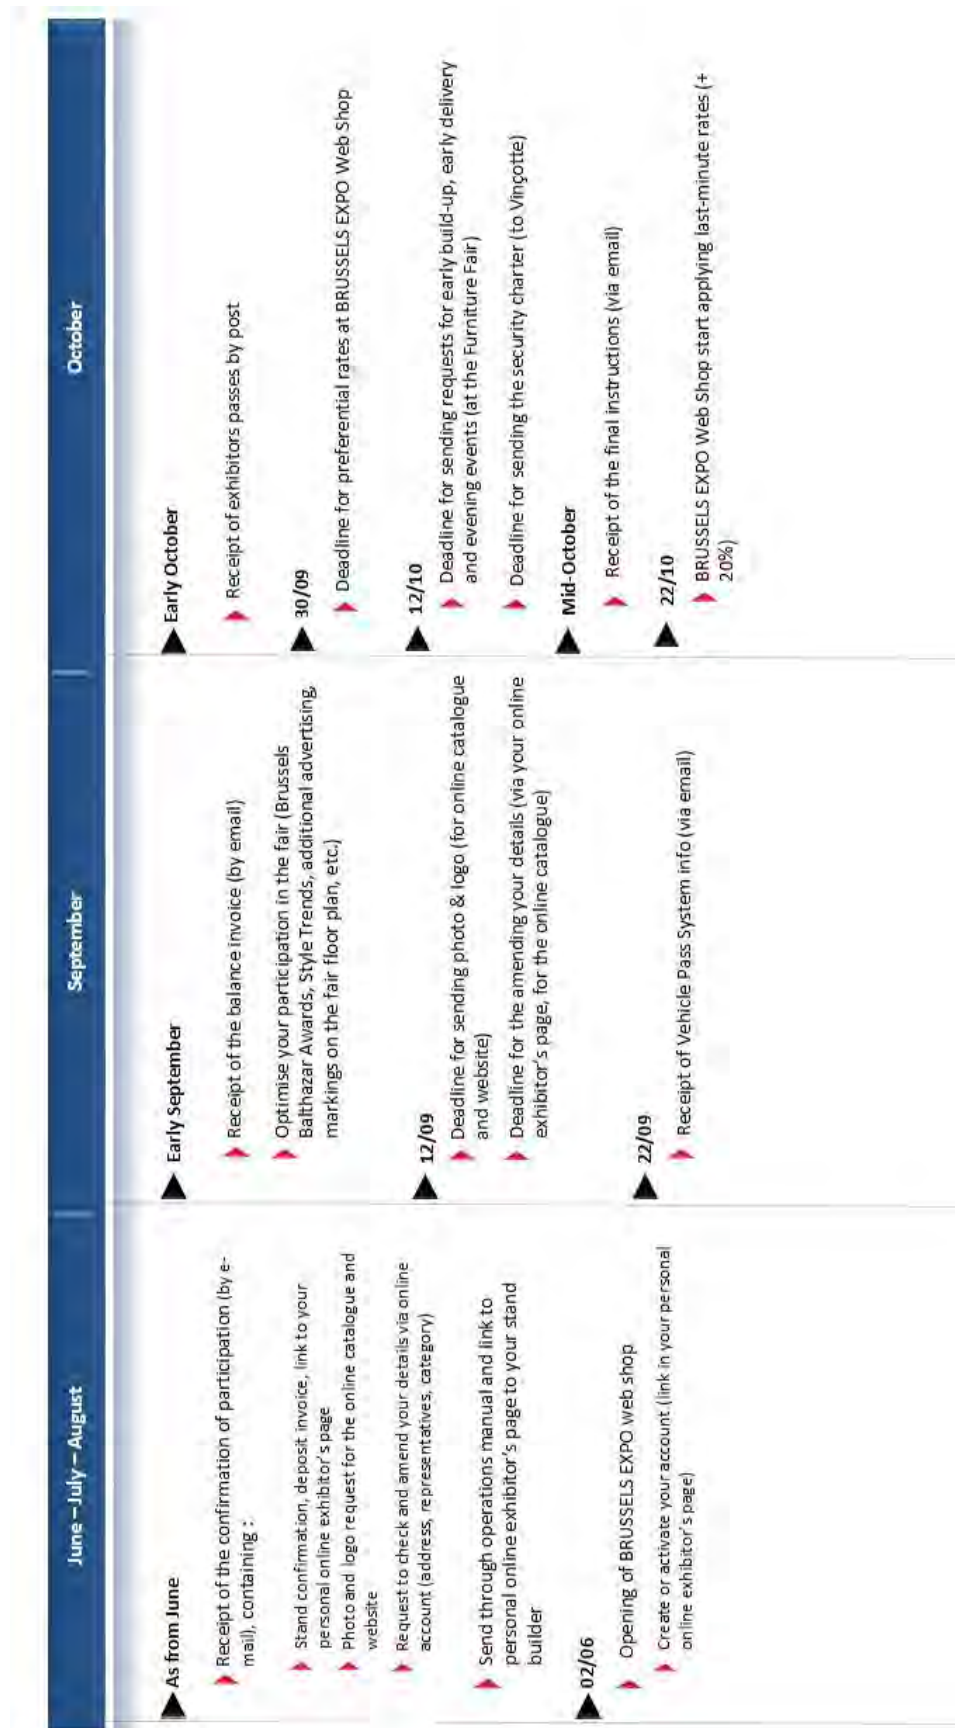 June – July – August
As from June
Receipt of the confirmation of participation (by e-
mail), containing :
Stand confirmation, deposit invoice, link to your
personal online exhibitor's page
Photo and logo request for the online catalogue and
website
Request to check and amend your details via online
account (address, representatives, category)
Send through operations manual and link to
personal online exhibitor's page to your stand
builder
02/06
Opening of BRUSSELS EXPO web shop
Create or activate your account (link in your personal
online exhibitor's page)
September
Early September
Receipt of the balance invoice (by email)
Optimise your participation in the fair (Brussels
Balthazar Awards, Style Trends, additional advertising,
markings on the fair floor plan, etc.)
12/09
Deadline for sending photo & logo (for online catalogue
and website)
Deadline for the amending your details (via your online
exhibitor's page, for the online catalogue)
22/09
Receipt of Vehicle Pass System info (via email)
October
Early October
Receipt of exhibitors passes by post
30/09
Deadline for preferential rates at BRUSSELS EXPO Web Shop
12/10
Deadline for sending requests for early build-up, early delivery
and evening events (at the Furniture Fair)
Deadline for sending the security charter (to Vinçotte)
Mid-October
Receipt of the final instructions (via email)
22/10
BRUSSELS EXPO Web Shop start applying last-minute rates (+
20%)